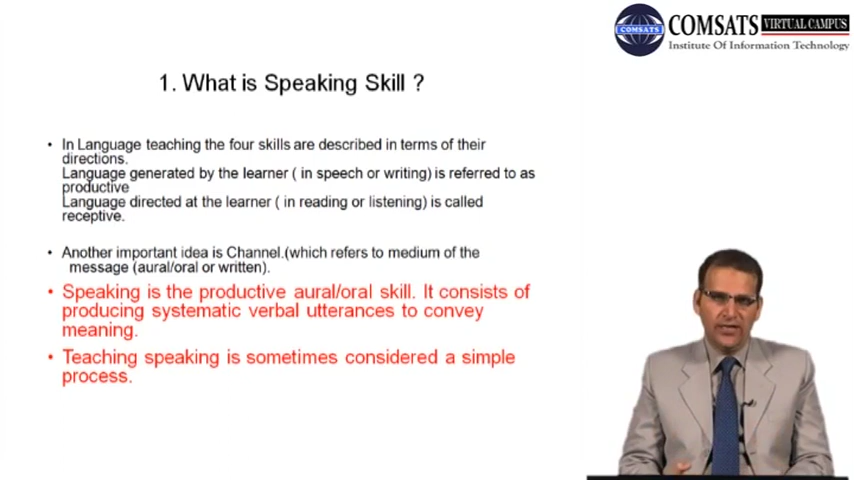 COMSATS
COMSATS VIRTUAL CAMPUS
Institute Of Information Technology
1. What is Speaking Skill ?
• In Language teaching the four skills are described in terms of their
directions.
Language generated by the learner ( in speech or writing) is referred to as
productive
Language directed at the learner ( in reading or listening) is called
receptive.
• Another important idea is Channel.(which refers to medium of the
message (aural/oral or written).
• Speaking is the productive aural/oral skill. It consists of
producing systematic verbal utterances to convey
meaning.
• Teaching speaking is sometimes considered a simple
process.